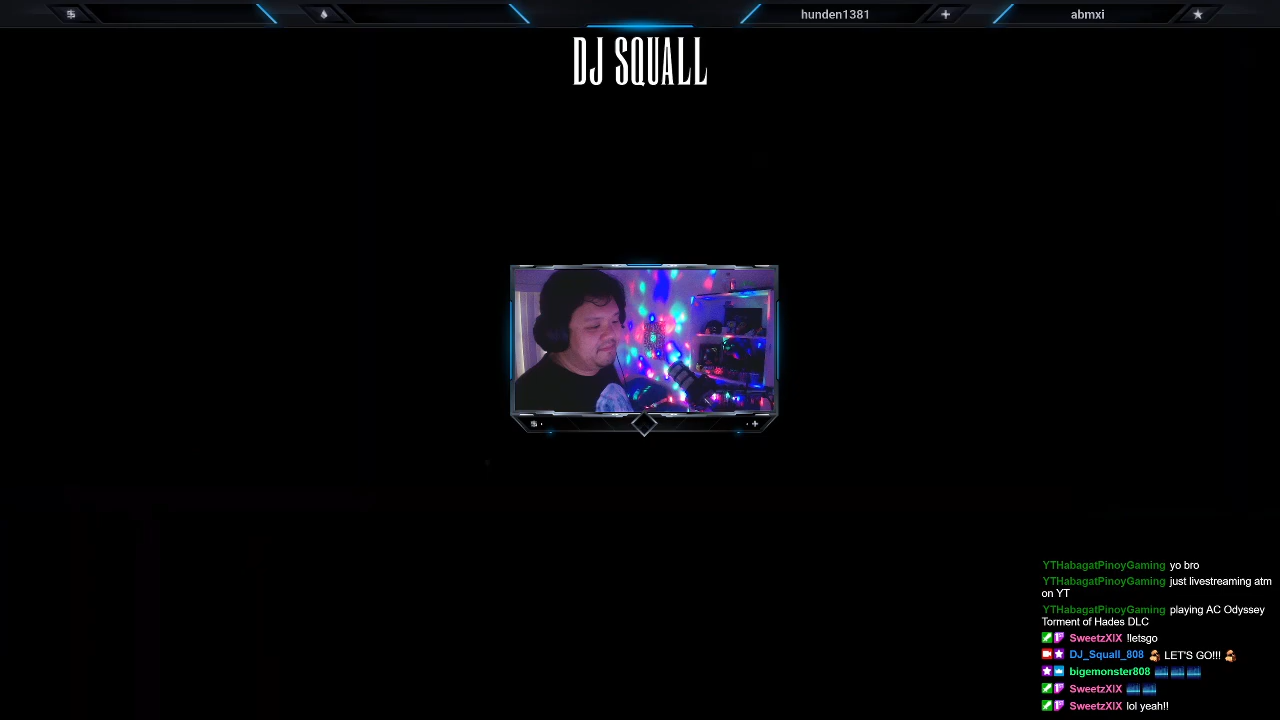 hunden1381
abmxi
DJ SQUALL
YTHabagatPinoyGaming yo bro
YTHabagatPinoyGaming just livestreaming atm
on YT
YTHabagatPinoyGaming playing AC Odyssey
Torment of Hades DLC
SweetzXIX !letsgo
DJ_Squall_808 LET'S GO!!!
bigemonster808
SweetzXIX
SweetzXIX lol yeah!!